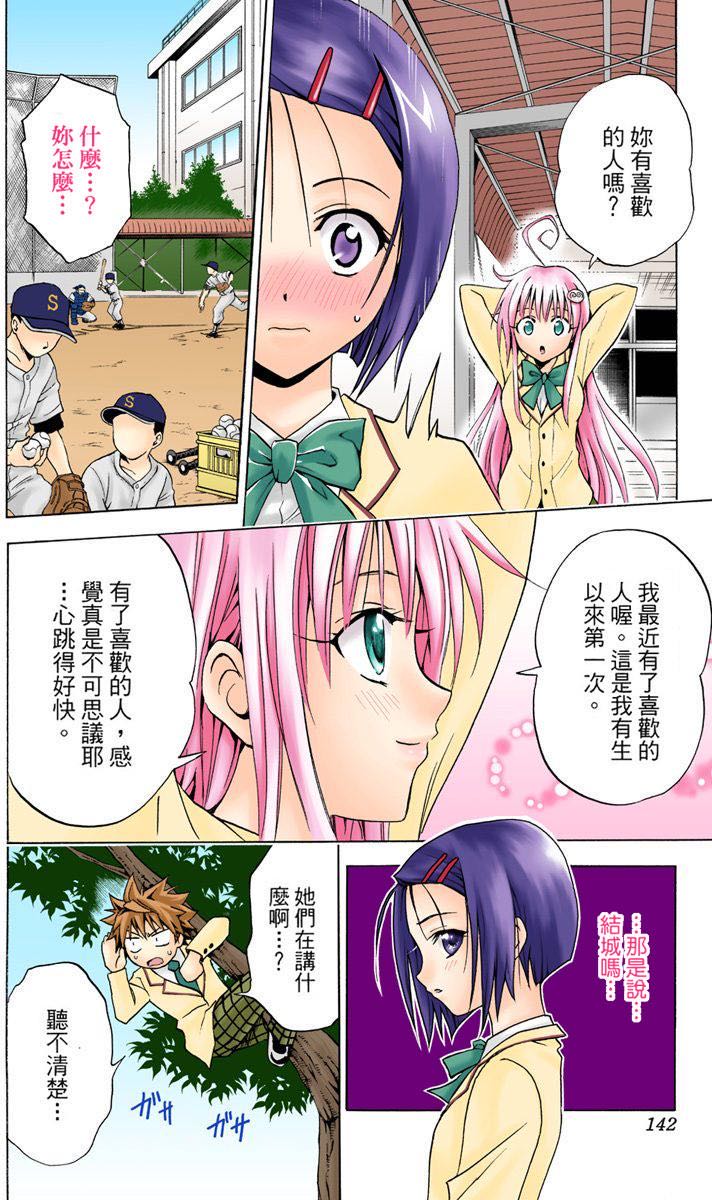 妳有喜歡
的人嗎？
什麼…？
妳怎麼…
S
S
我最近有了喜歡的
人喔。這是我有生
以來第一次。
有了喜歡的人，感
覺真是不可思議耶
…心跳得好快。
…那是說…
結城嗎…
她們在講什
麼啊…？
聽不清楚…
ガサ
ガサ
142